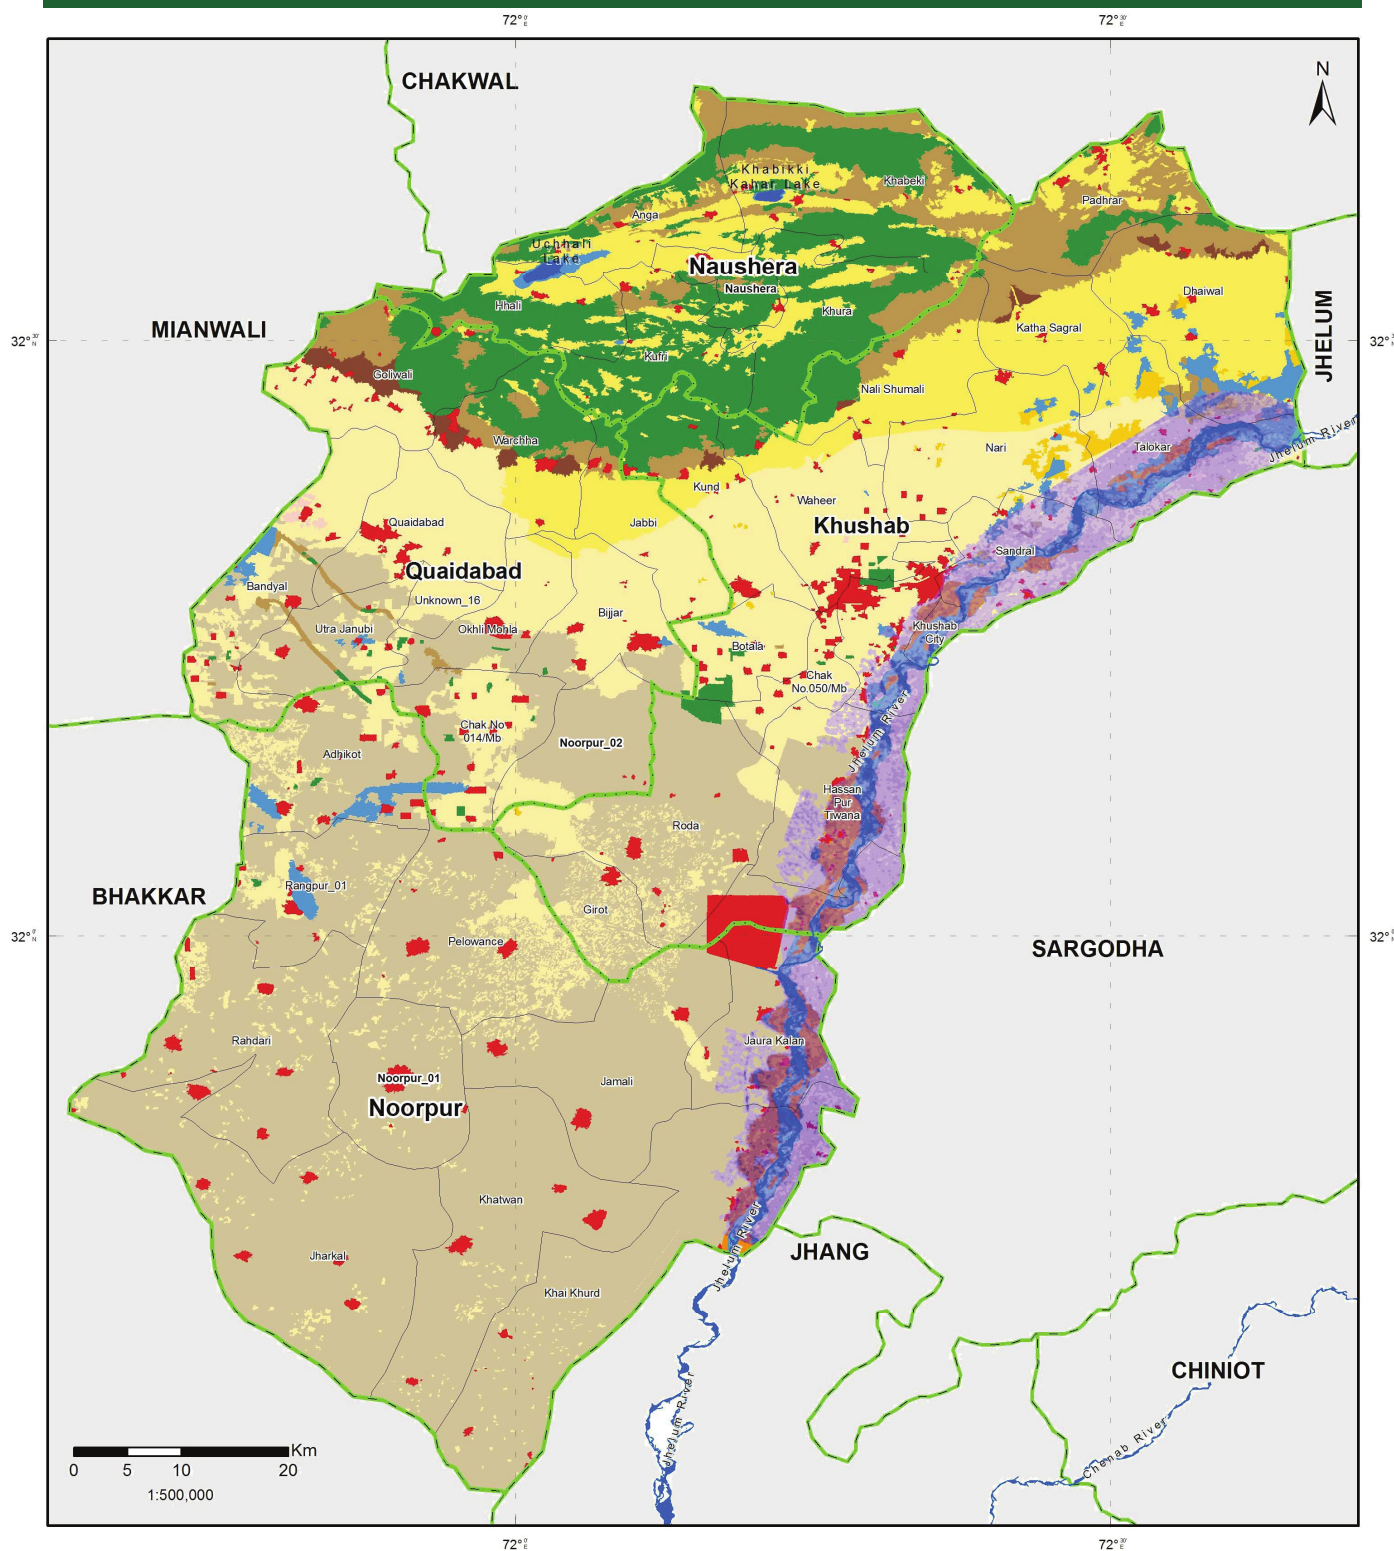 72° 0' E
72° 30' E
CHAKWAL
N
Khabikki
Kahar Lake
Khabeki
Padhrar
Anga
Uchhali
Lake
Naushera
Naushera
Dhaiwal
Hhali
Khura
Katha Sagral
MIANWALI
JHELUM
32° 30' N
32°
Kufri
Goliwali
Nali Shumali
Warchha
Nari
Talokar
Jhelum River
Kund
Waheer
Quaidabad
Jabbi
Khushab
Sandral
Quaidabad
Bandyal
Unknown_16
Bijjar
Utra Janubi
Okhli Mohla
Khushab
City
Botala
Chak
No.050/Mb
Jhelum River
Chak No
014/Mb
Noorpur_02
Adhikot
Hassan
Pur
Tiwana
Roda
Rangpur_01
BHAKKAR
Girot
32° 0' N
32°
Pelowance
SARGODHA
Rahdari
Jaura Kalan
Noorpur_01
Jamali
Noorpur
Khatwan
Jhelum River
JHANG
Jharkal
Khai Khurd
CHINIOT
Jhelum River
Chenab River
Km
0 5 10 20
1:500,000
72° 0' E
72° 30' E